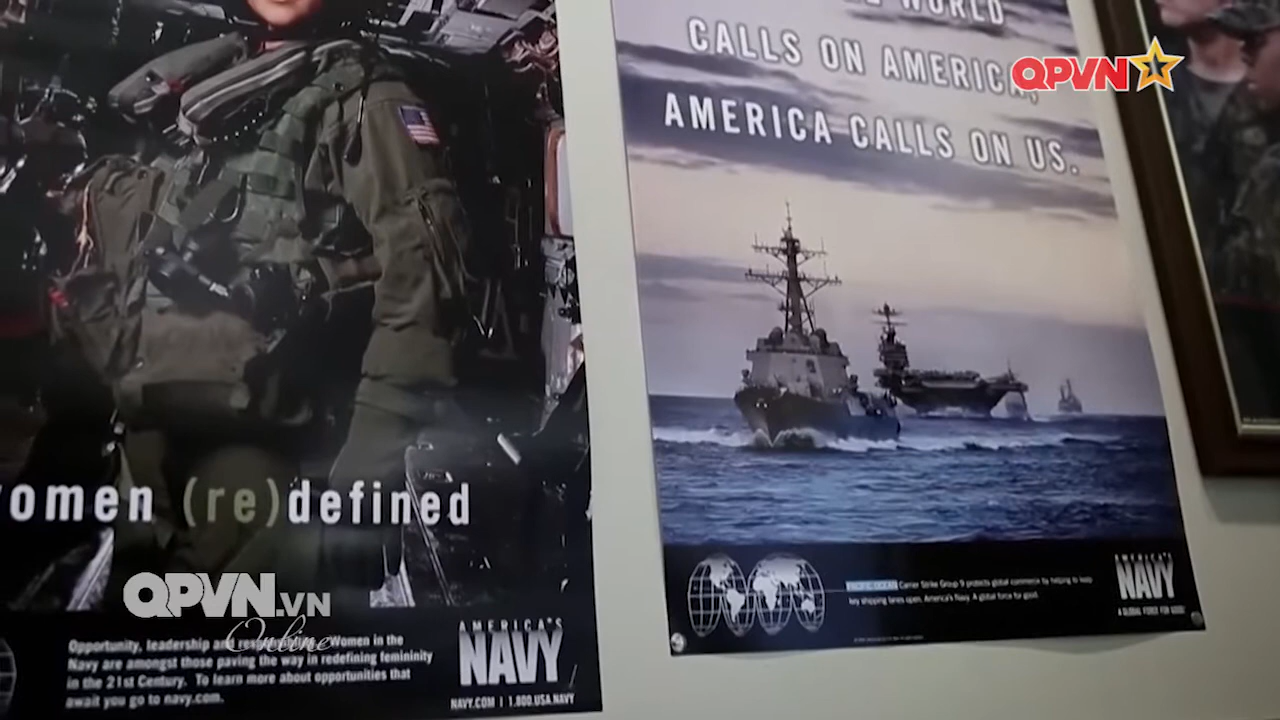 WORLD
CALLS ON AMERICA,
AMERICA CALLS ON US.
QPVN
1
women (re)defined
QPVN.VN
Online
Opportunity, leadership and Women in the
Navy are amongst those paving the way in redefining femininity
in the 21st Century. To learn more about opportunities that
await you go to navy.com.
AMERICA'S
NAVY
NAVY.COM | 1.800.USA.NAVY
PACIFIC OCEAN Carrier Strike Group 9 protects global commerce by helping to keep
key shipping lanes open. America's Navy. A global force for good.
AMERICA'S
NAVY
A GLOBAL FORCE FOR GOOD.